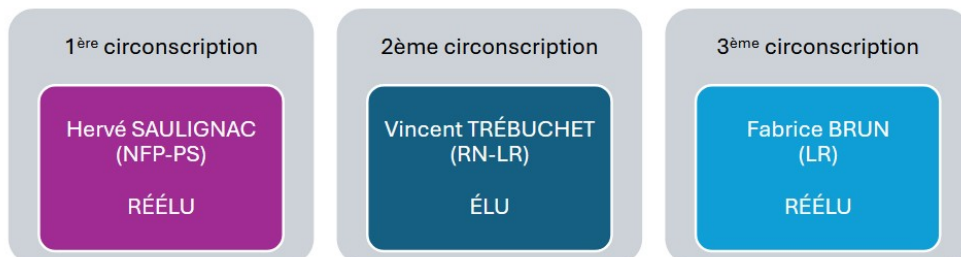 1ère circonscription
Hervé SAULIGNAC
(NFP-PS)
RÉÉLU
2ème circonscription
Vincent TRÉBUCHET
(RN-LR)
ÉLU
3ème circonscription
Fabrice BRUN
(LR)
RÉÉLU